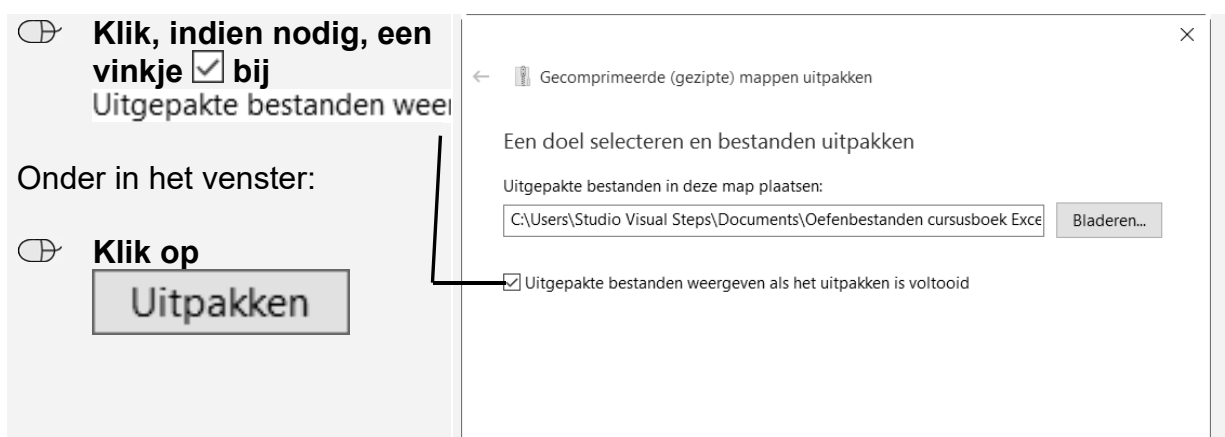 Klik, indien nodig, een
vinkje ☑ bij
Uitgepakte bestanden
Onder in het venster:
Klik op
Uitpakken
Gecomprimeerde (gezipte) mappen uitpakken
Een doel selecteren en bestanden uitpakken
Uitgepakte bestanden in deze map plaatsen:
C:\Users\Studio Visual Steps\Documents\Oefenbestanden cursusboek Exce
Bladeren...
Uitgepakte bestanden weergeven als het uitpakken is voltooid